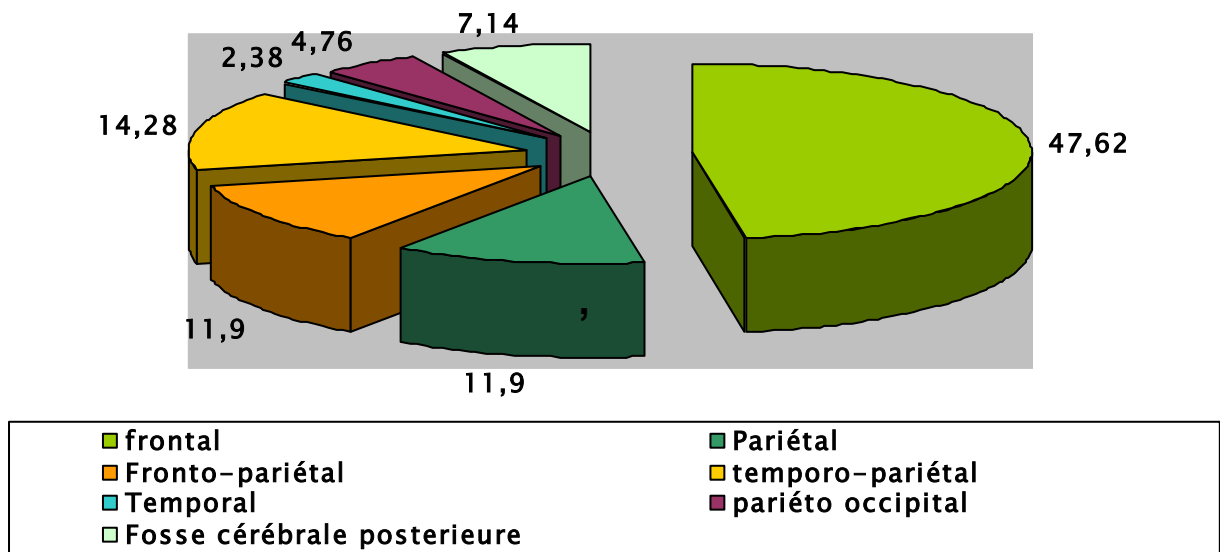 7,14
4,76
2,38
14,28
47,62
,
11,9
11,9
frontal Pariétal
Fronto-pariétal temporo-pariétal
Temporal pariéto occipital
Fosse cérébrale posterieure